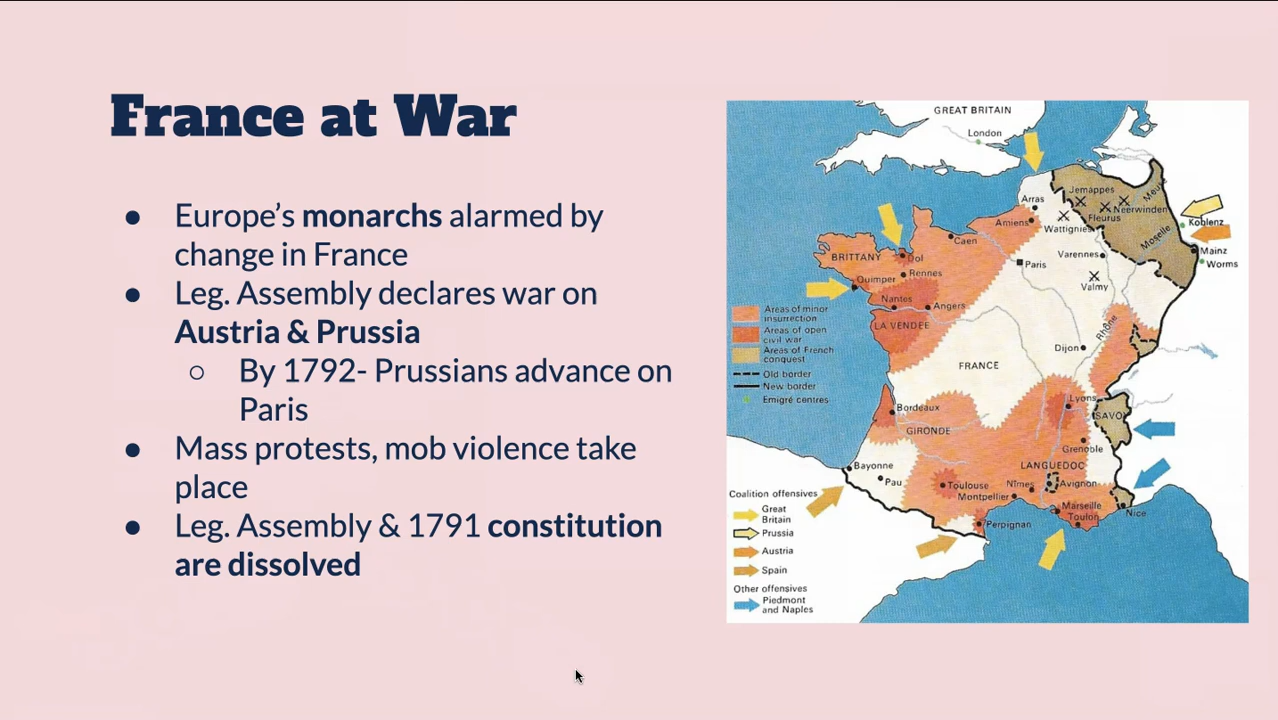 France at War
● Europe’s monarchs alarmed by
change in France
● Leg. Assembly declares war on
Austria & Prussia
○ By 1792- Prussians advance on
Paris
● Mass protests, mob violence take
place
● Leg. Assembly & 1791 constitution
are dissolved
GREAT BRITAIN
London
Jemappes
Meuse
Arras
Neerwinden
Fleurus
Koblenz
Amiens
Wattignies
Moselle
Caen
Mainz
Worms
BRITTANY
Dol
Varennes
Paris
Rennes
Quimper
Valmy
Nantes
Angers
LA VENDEE
Rhône
Dijon
FRANCE
Areas of minor
insurrection
Areas of open
civil war
Areas of French
conquest
Old border
New border
Emigré centres
Lyons
SAVOY
Bordeaux
GIRONDE
Grenoble
Bayonne
LANGUEDOC
Pau
Toulouse
Nîmes
Avignon
Montpellier
Marseille
Toulon
Nice
Perpignan
Coalition offensives
Great
Britain
Prussia
Austria
Spain
Other offensives
Piedmont
and Naples